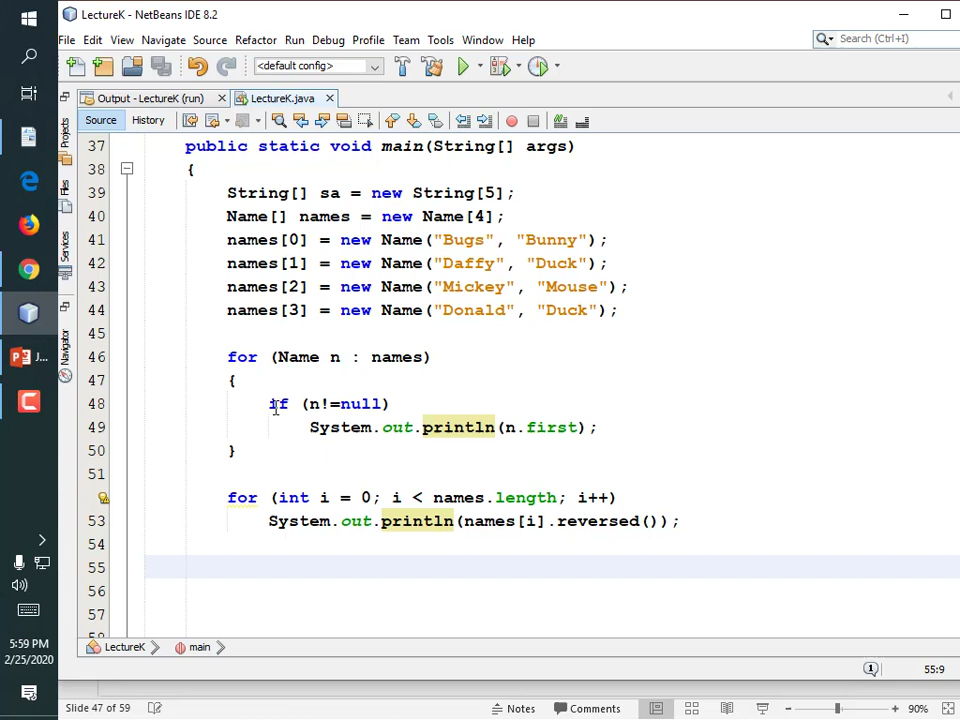 LectureK - NetBeans IDE 8.2
File Edit View Navigate Source Refactor Run Debug Profile Team Tools Window Help
Search (Ctrl+I)
<default config>
Output - LectureK (run) LectureK.java
Source History
37 public static void main(String[] args)
38 {
39 String[] sa = new String[5];
40 Name[] names = new Name[4];
41 names[0] = new Name("Bugs", "Bunny");
42 names[1] = new Name("Daffy", "Duck");
43 names[2] = new Name("Mickey", "Mouse");
44 names[3] = new Name("Donald", "Duck");
45
46 for (Name n : names)
47 {
48 if (n!=null)
49 System.out.println(n.first);
50 }
51
for (int i = 0; i < names.length; i++)
53 System.out.println(names[i].reversed());
54
55
56
57
58
Projects
Files
Services
Navigator
J...
LectureK main
5:59 PM
2/25/2020
1 55:9
Slide 47 of 59 Notes Comments 90%